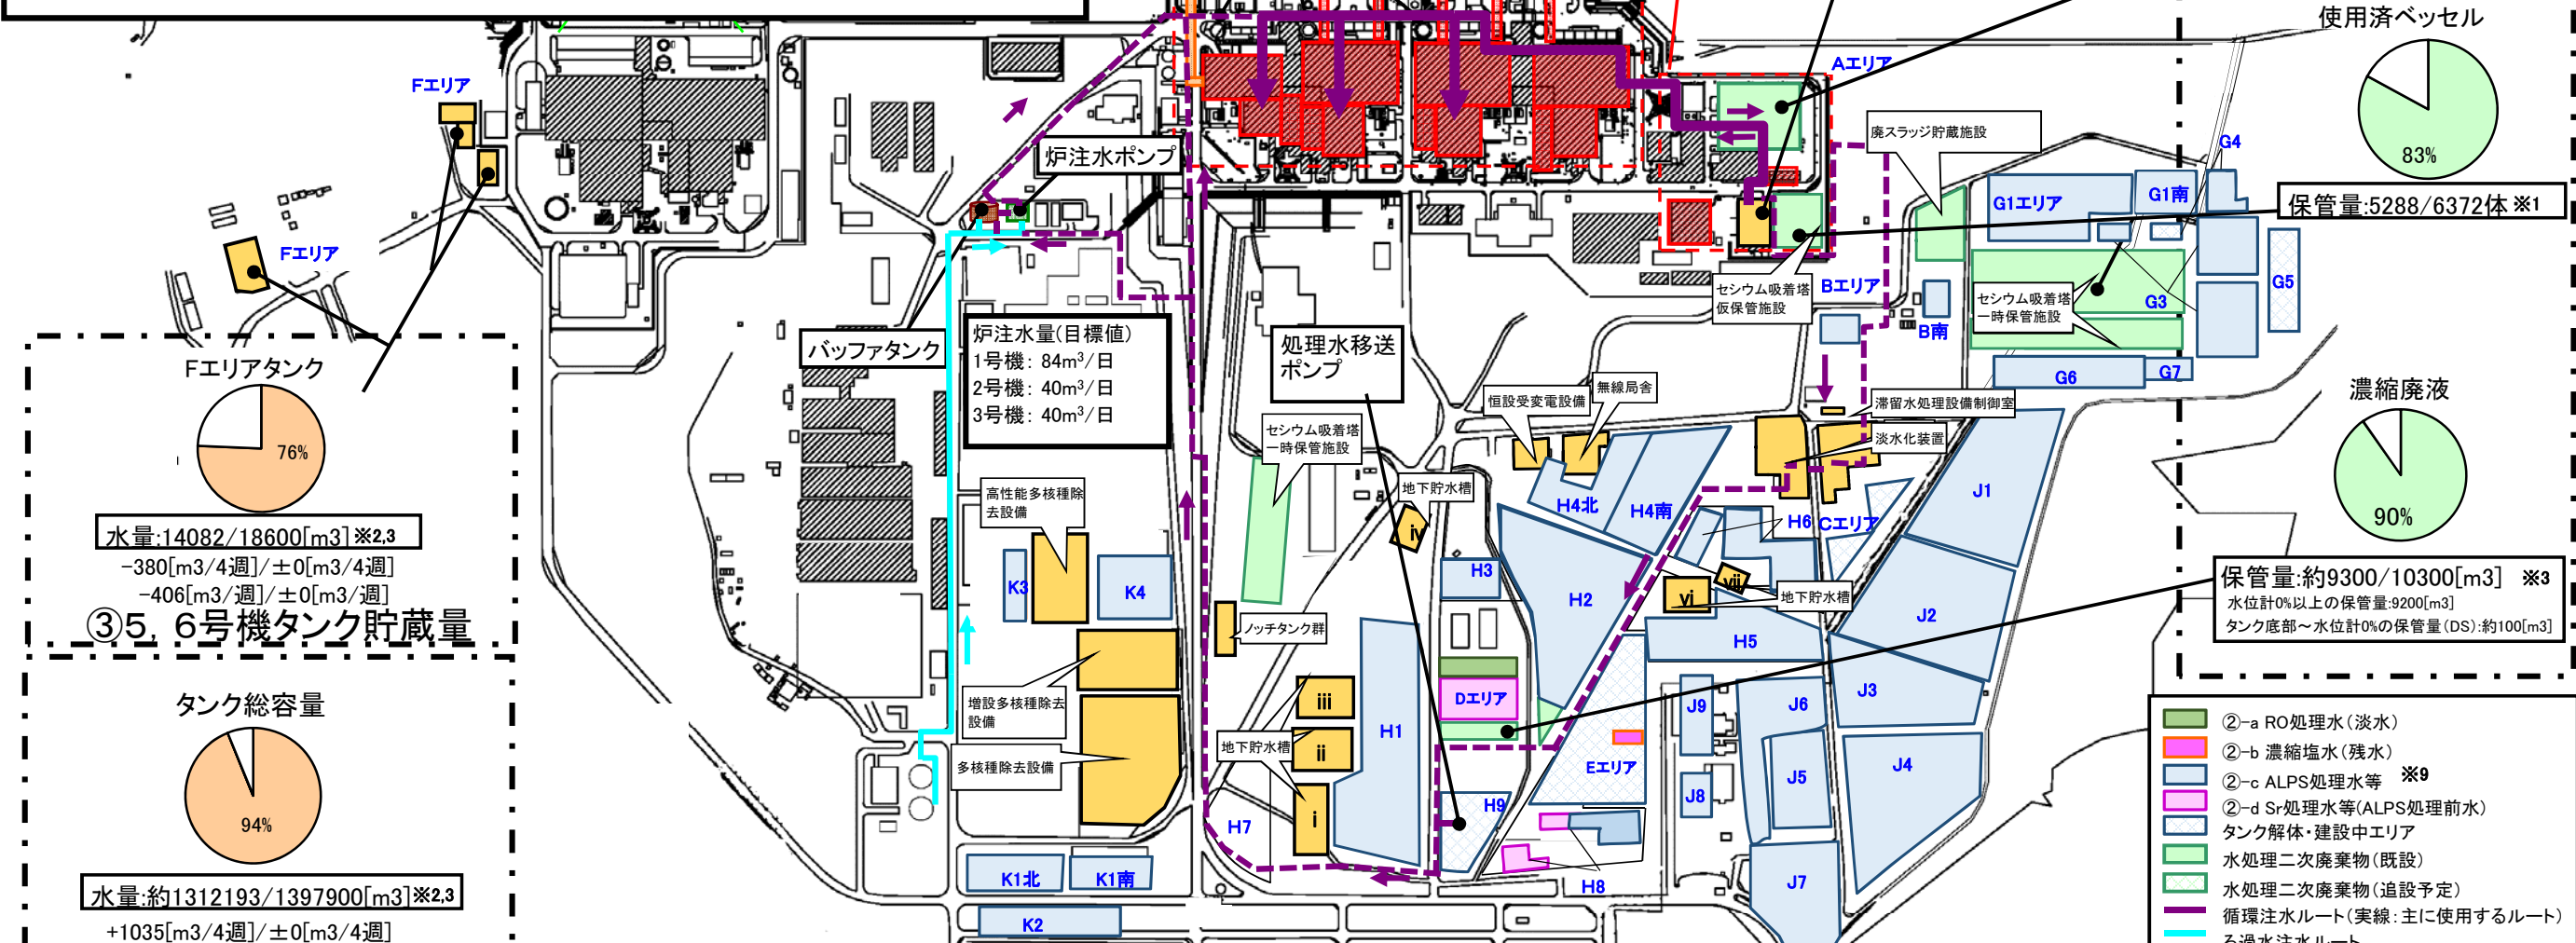 使用済ベッセル
83%
保管量:5288/6372体 ※1
Aエリア
Fエリア
廃スラッジ貯蔵施設
炉注水ポンプ
G4
G1エリア
G1南
Fエリア
セシウム吸着塔
仮保管施設
Bエリア
B南
セシウム吸着塔
一時保管施設
G3
G5
G6
G7
バッファタンク
炉注水量(目標値)
1号機: 84m³/日
2号機: 40m³/日
3号機: 40m³/日
処理水移送
ポンプ
Fエリアタンク
76%
水量:14082/18600[m3]※2,3
-380[m3/4週]/±0[m3/4週]
-406[m3/週]/±0[m3/週]
③5，6号機タンク貯蔵量
恒設受変電設備
無線局舎
滞留水処理設備制御室
淡水化装置
セシウム吸着塔
一時保管施設
濃縮廃液
90%
保管量:約9300/10300[m3] ※3
水位計0%以上の保管量:9200[m3]
タンク底部～水位計0%の保管量(DS):約100[m3]
高性能多核種除
去設備
地下貯水槽
iv
H4北
H4南
H6
Cエリア
J1
K3
K4
H3
H2
vi
vii
地下貯水槽
J2
H5
ノッチタンク群
増設多核種除去
設備
多核種除去設備
地下貯水槽
iii
ii
i
H1
Dエリア
Eエリア
J9
J6
J3
J5
J4
J8
H9
H7
H8
J7
K1北
K1南
K2
タンク総容量
94%
水量:約1312193/1397900[m3]※2,3
+1035[m3/4週]/±0[m3/4週]
②-a RO処理水(淡水)
②-b 濃縮塩水(残水)
②-c ALPS処理水等 ※9
②-d Sr処理水等(ALPS処理前水)
タンク解体・建設中エリア
水処理二次廃棄物(既設)
水処理二次廃棄物(追設予定)
循環注水ルート(実線:主に使用するルート)
ろ過水注水ルート